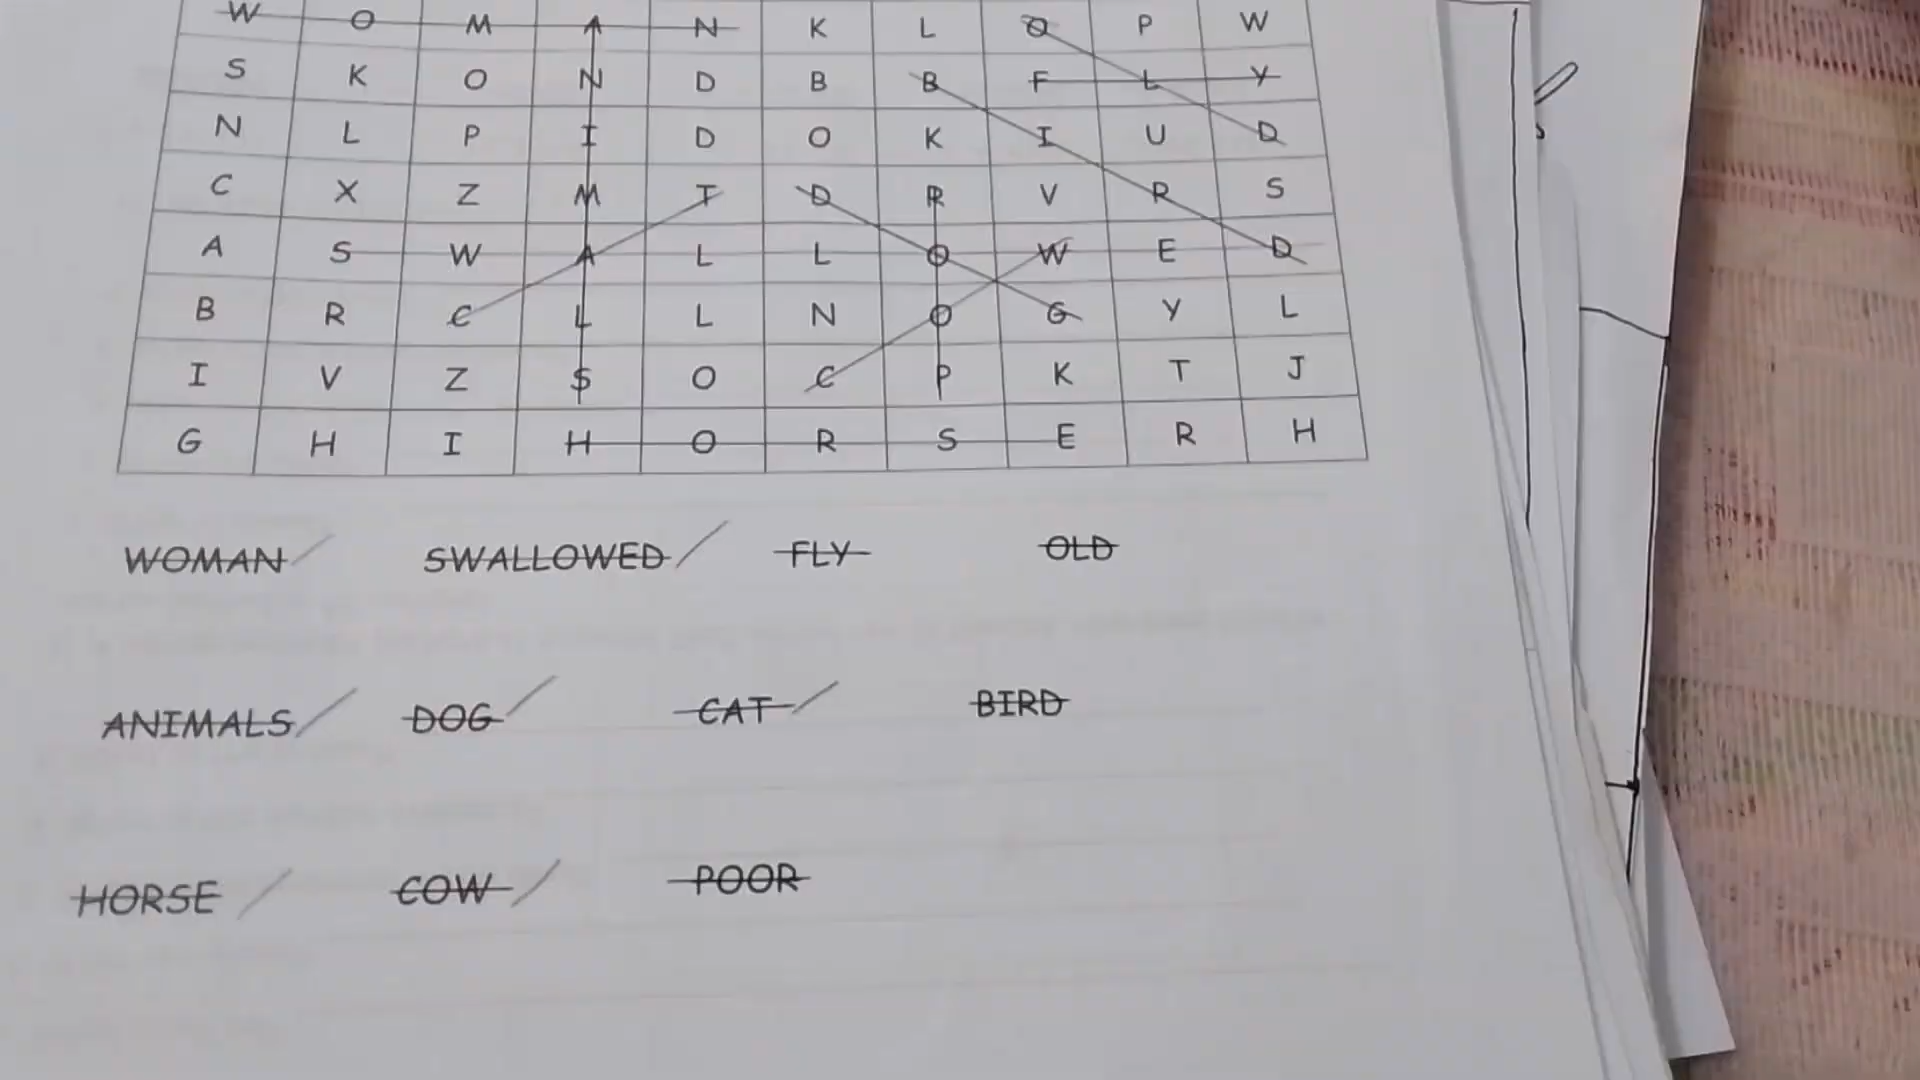 W O M A N K L O P W
S K O N D B B F L Y
N L P I D O K I U D
C X Z M T D R V R S
A S W A L L O W E D
B R C L L N O G Y L
I V Z S O C P K T J
G H I H O R S E R H
WOMAN SWALLOWED FLY OLD
ANIMALS DOG CAT BIRD
HORSE COW POOR